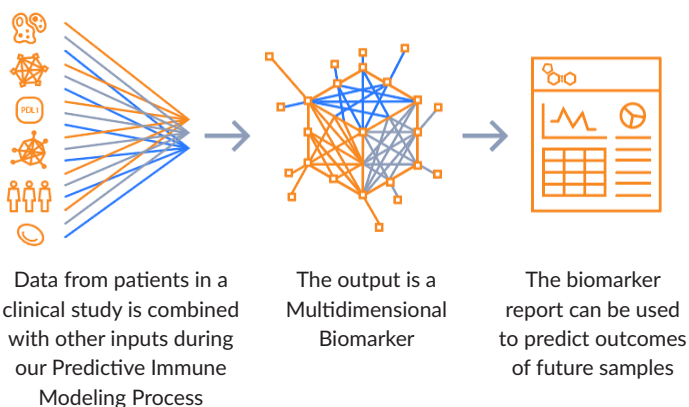 PDL1
Data from patients in a
clinical study is combined
with other inputs during
our Predictive Immune
Modeling Process
The output is a
Multidimensional
Biomarker
The biomarker
report can be used
to predict outcomes
of future samples